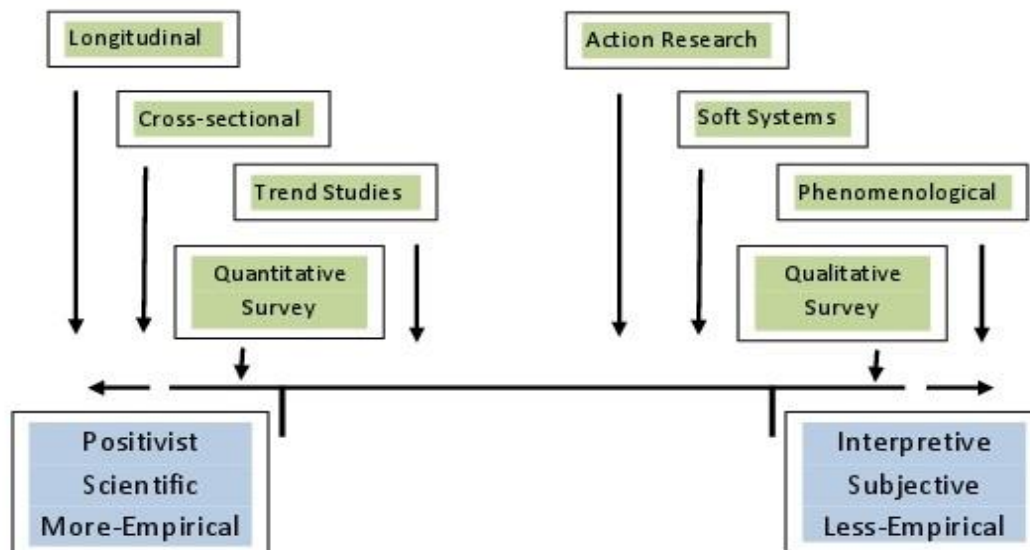 Longitudinal
Action Research
Cross-sectional
Soft Systems
Trend Studies
Phenomenological
Quantitative
Survey
Qualitative
Survey
Positivist
Scientific
More-Empirical
Interpretive
Subjective
Less-Empirical